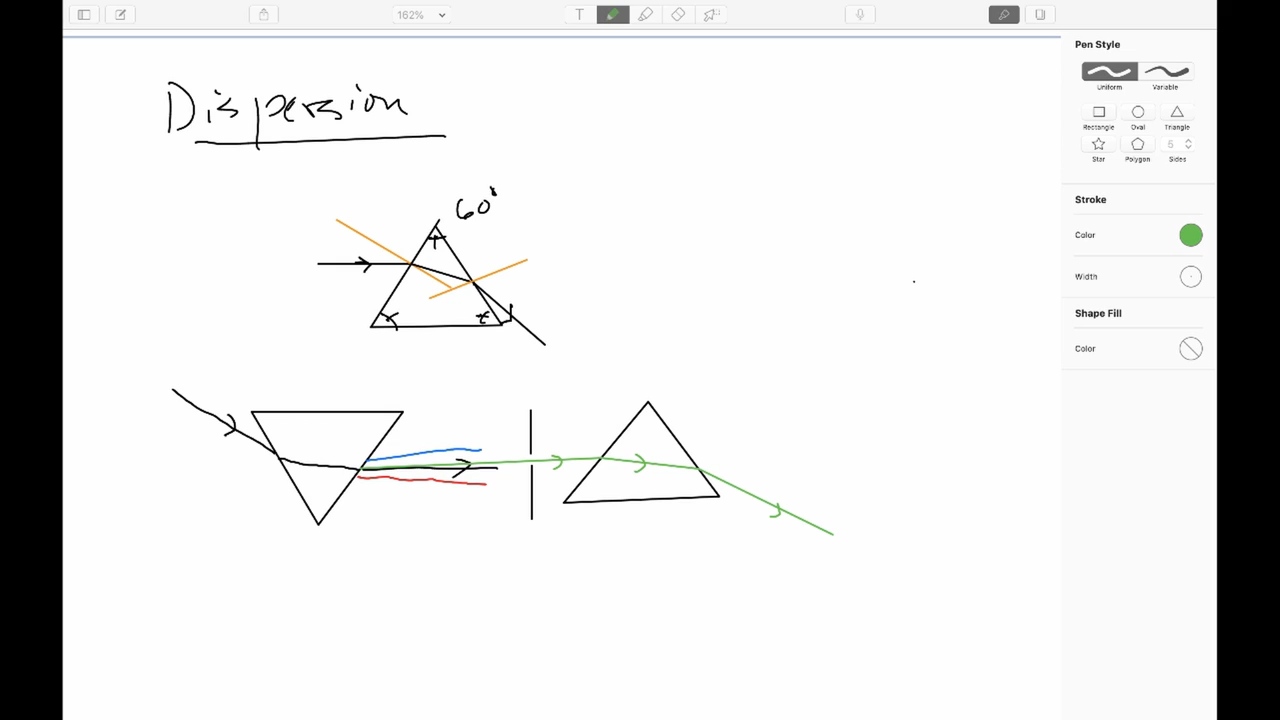 162%
T
Dispersion
60°
Pen Style
Uniform
Variable
Rectangle
Oval
Triangle
5
Star
Polygon
Sides
Stroke
Color
Width
Shape Fill
Color